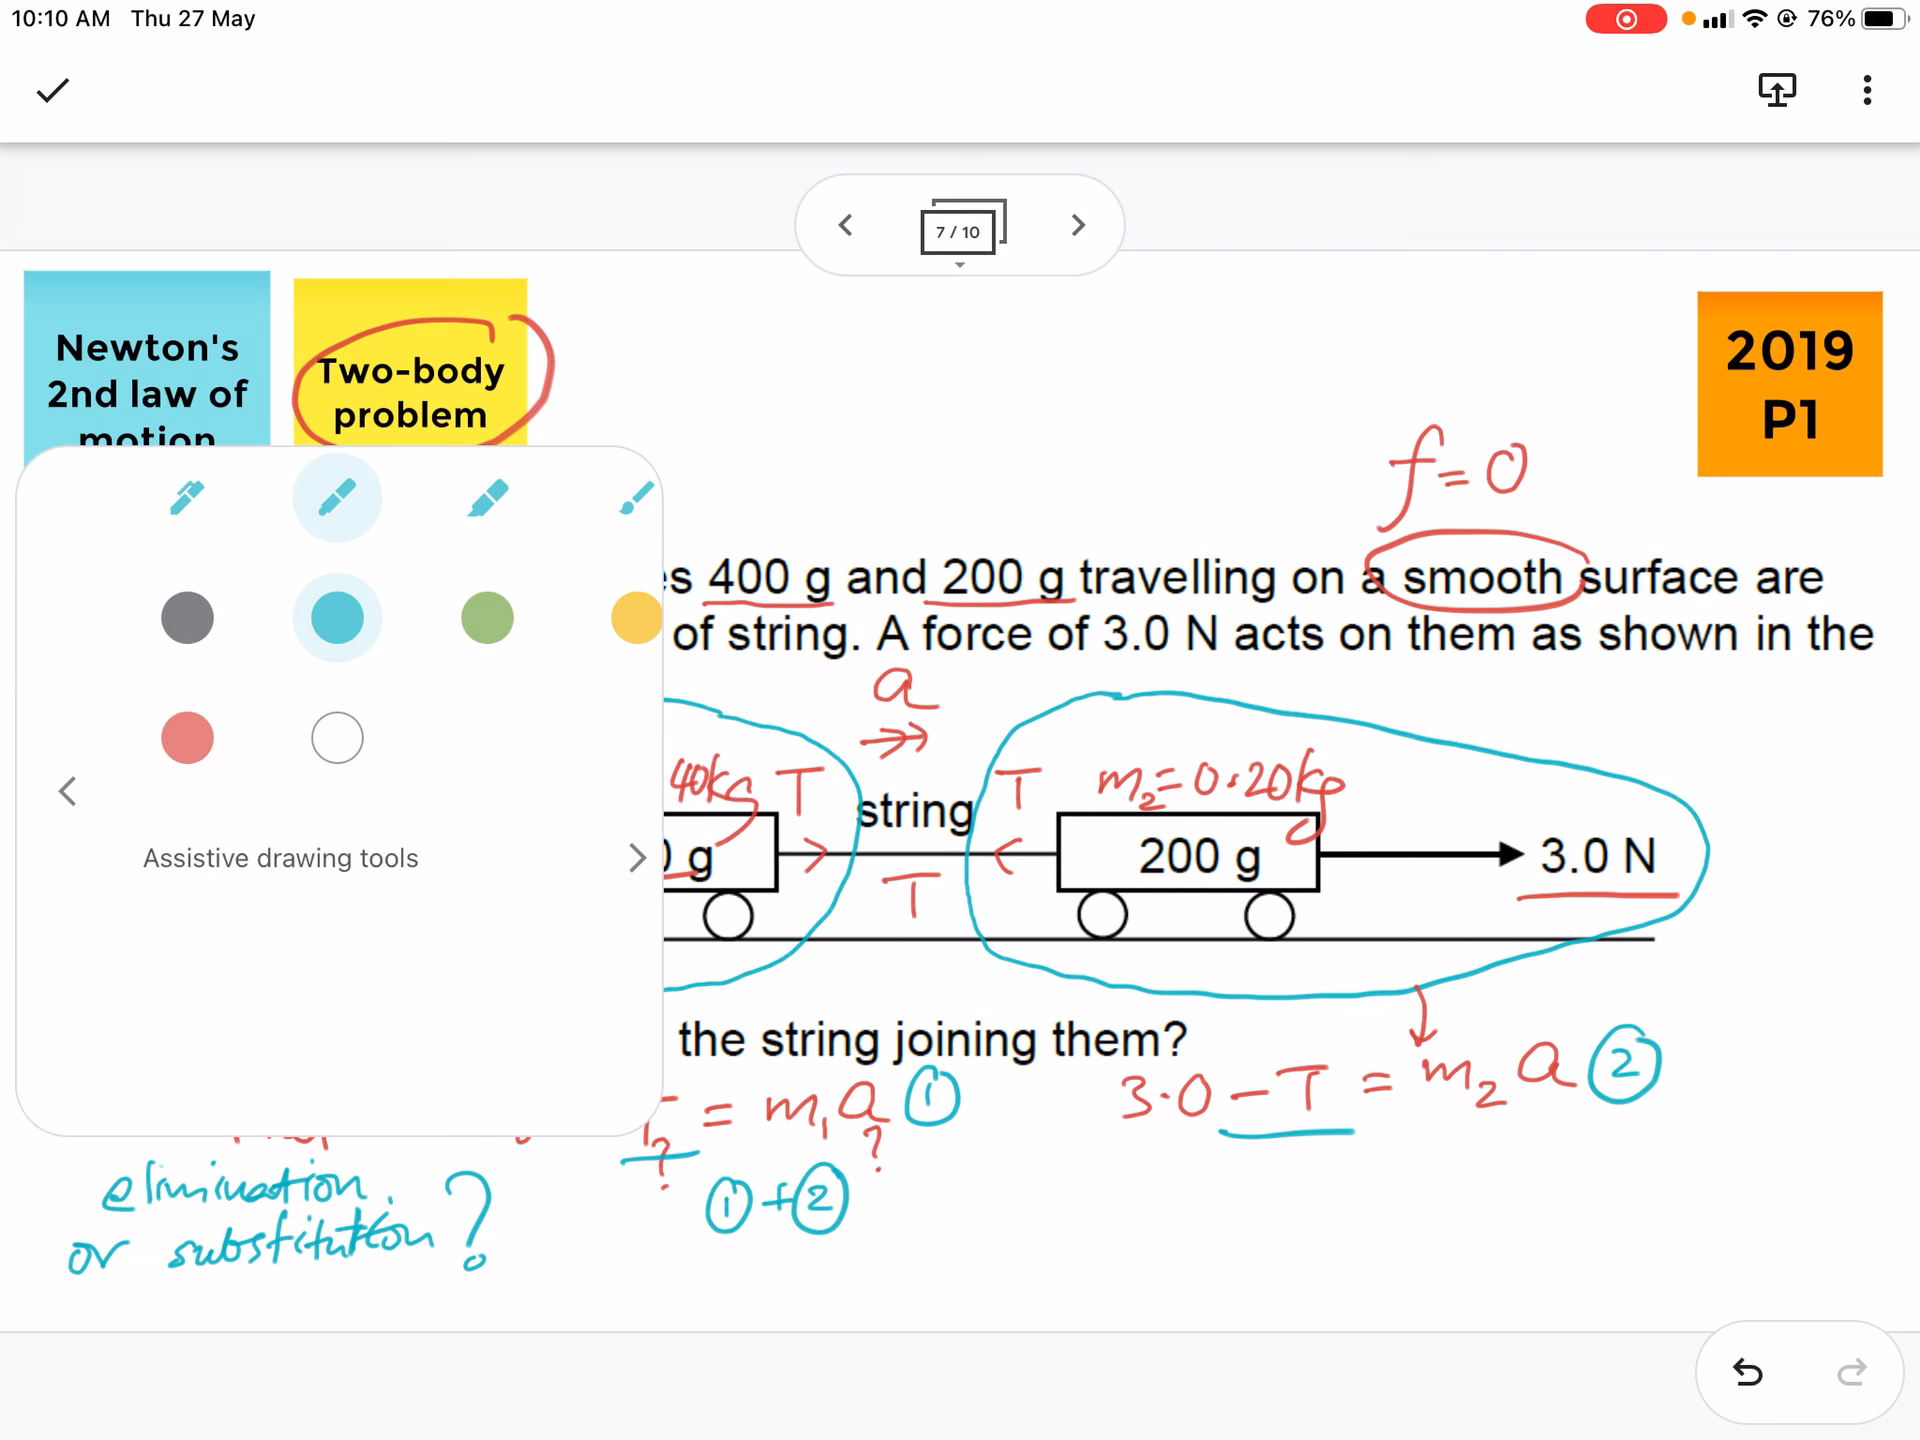 10:10 AM Thu 27 May
76%
7 / 10
Newton's
2nd law of
motion
Two-body
problem
2019
P1
f = 0
s 400 g and 200 g travelling on a smooth surface are
of string. A force of 3.0 N acts on them as shown in the
a
40kg T
string
T
m₂ = 0.20kg
g
200 g
3.0 N
T
Assistive drawing tools
the string joining them?
= m₁a ①
?
?
3.0 - T = m₂ a ②
① + ②
elimination
or substitution ?